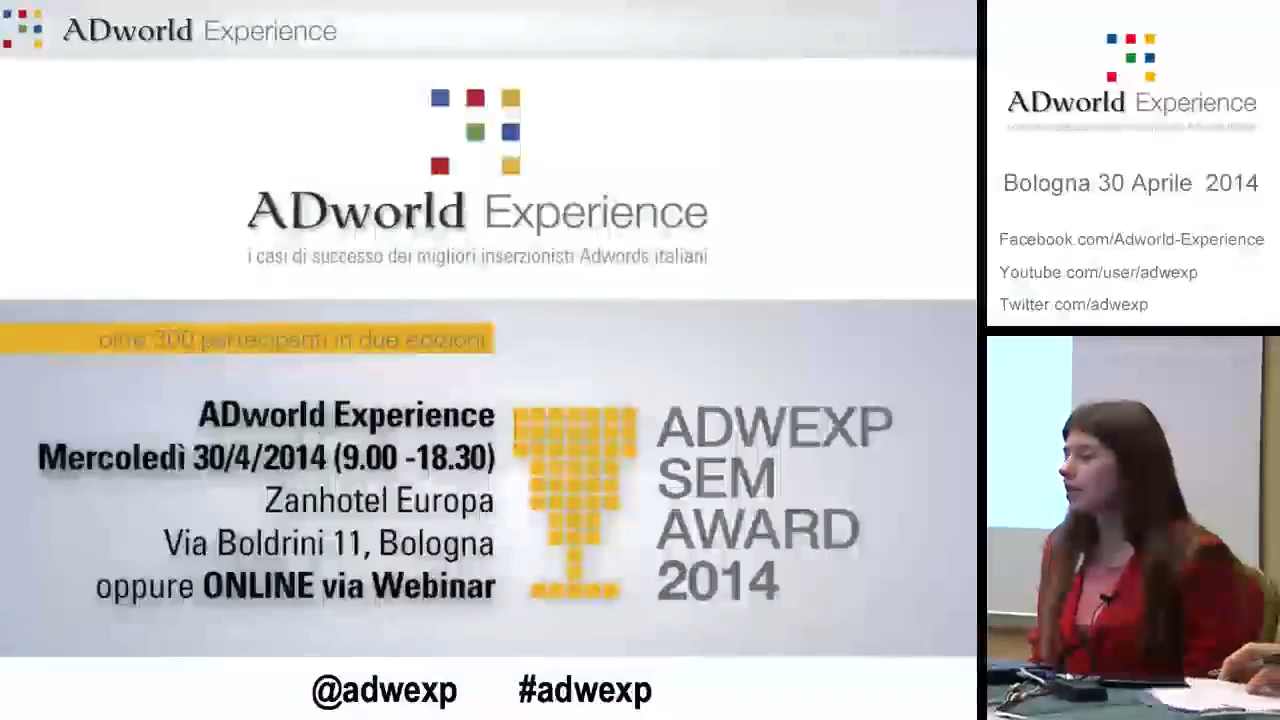 ADworld Experience
ADworld Experience
i casi di successo dei migliori inserzionisti Adwords italiani
oltre 300 partecipanti in due edizioni
ADworld Experience
Mercoledì 30/4/2014 (9.00 -18.30)
Zanhotel Europa
Via Boldrini 11, Bologna
oppure ONLINE via Webinar
ADWEXP
SEM
AWARD
2014
@adwexp #adwexp
ADworld Experience
Bologna 30 Aprile 2014
Facebook.com/Adworld-Experience
Youtube com/user/adwexp
Twitter com/adwexp